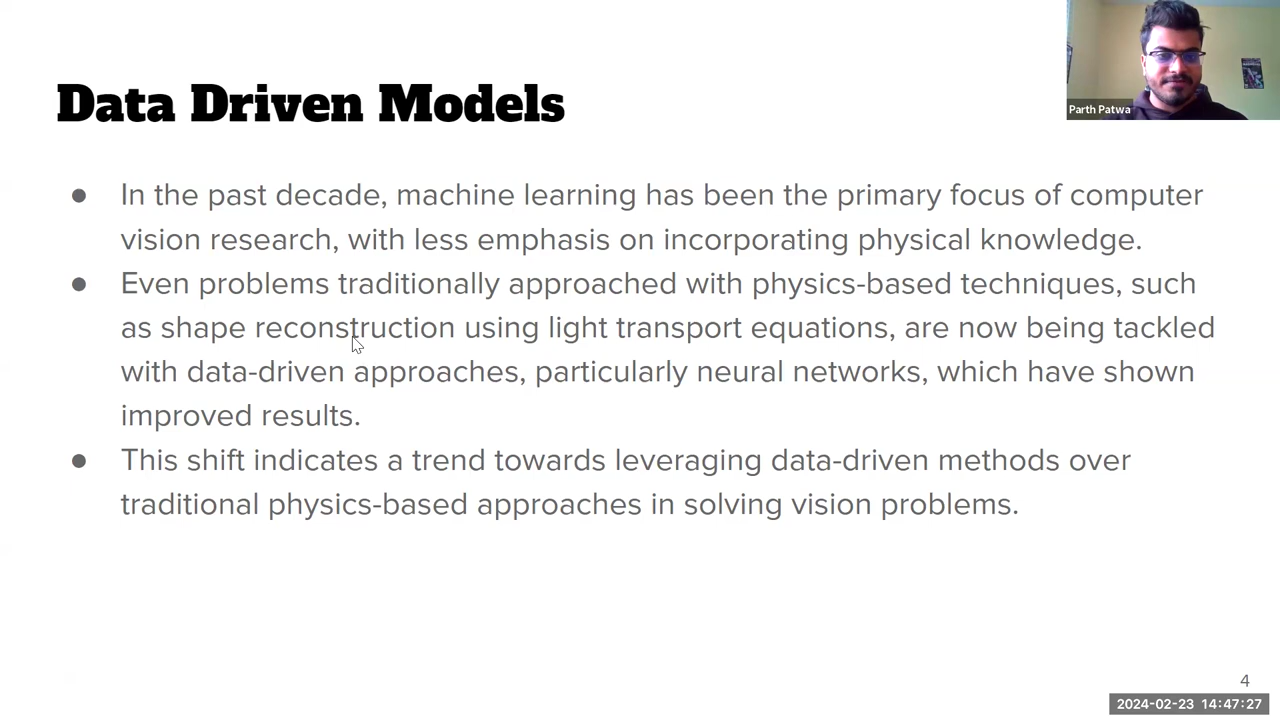 Data Driven Models
Parth Patwa
● In the past decade, machine learning has been the primary focus of computer
vision research, with less emphasis on incorporating physical knowledge.
● Even problems traditionally approached with physics-based techniques, such
as shape reconstruction using light transport equations, are now being tackled
with data-driven approaches, particularly neural networks, which have shown
improved results.
● This shift indicates a trend towards leveraging data-driven methods over
traditional physics-based approaches in solving vision problems.
4
2024-02-23 14:47:27